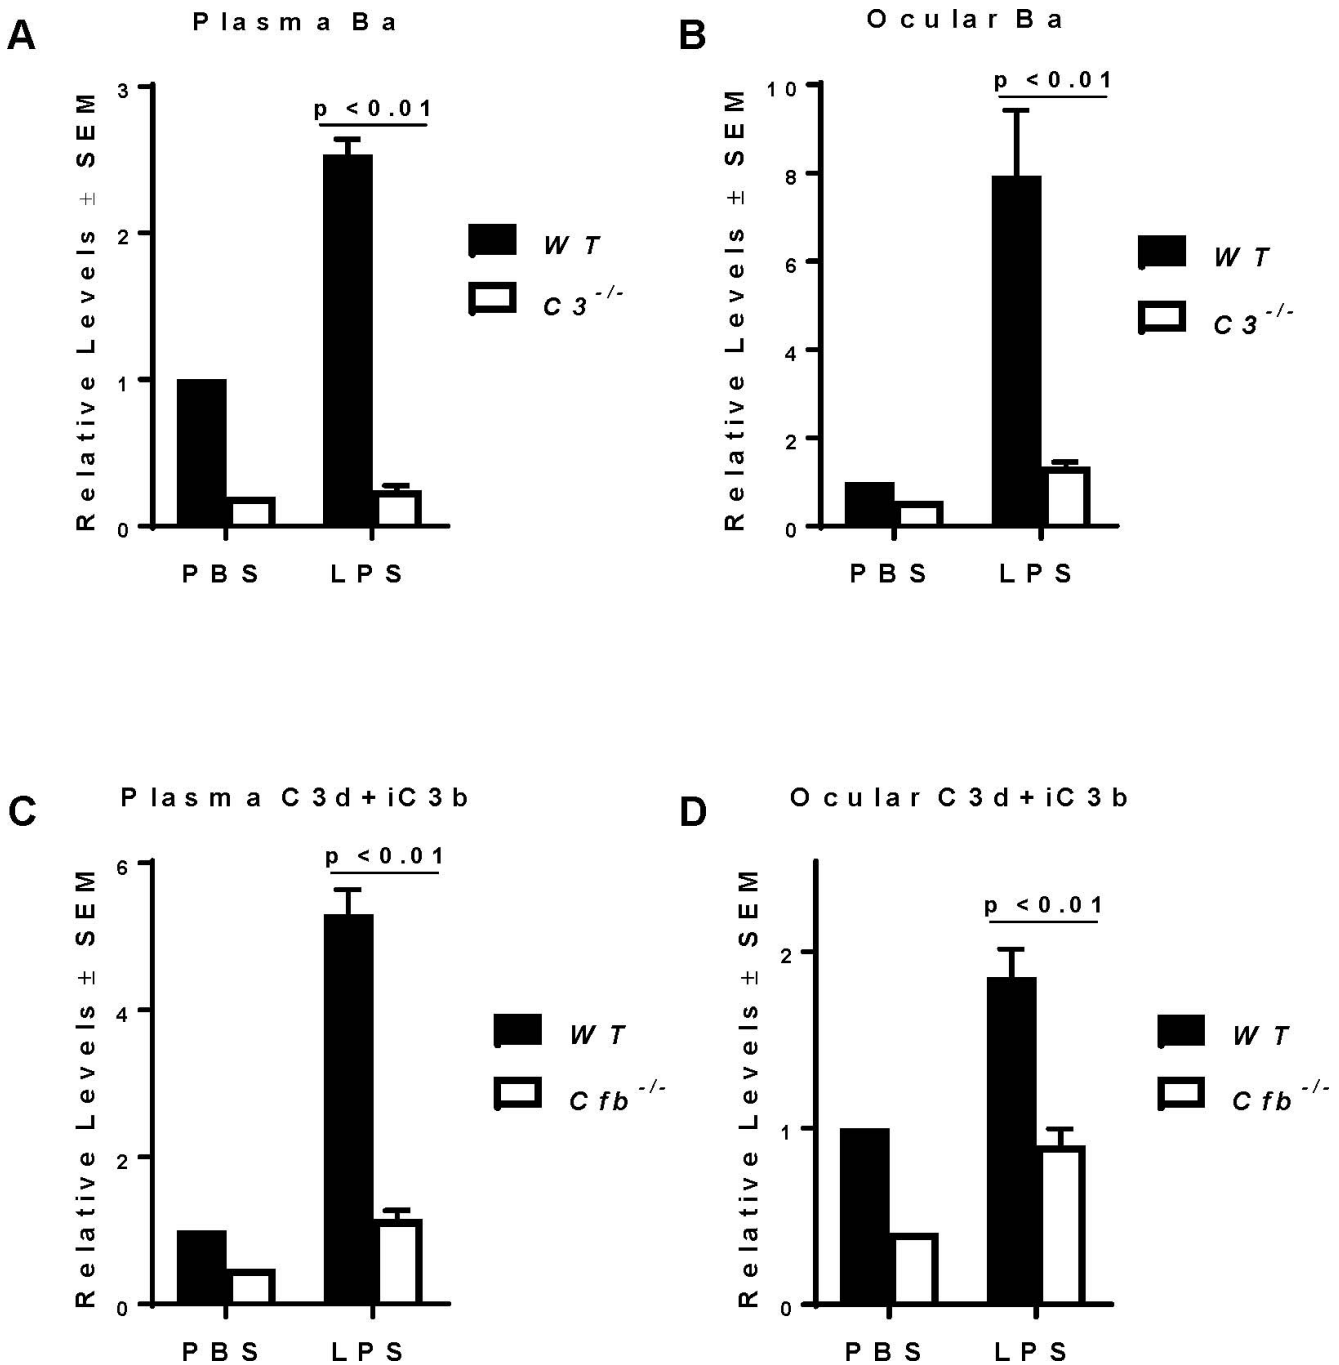 A
Plasma Ba
Relative Levels ± SEM
3
2
1
0
p <0.01
PBS
LPS
WT
C3-/-
B
Ocular Ba
Relative Levels ± SEM
10
8
6
4
2
0
p <0.01
PBS
LPS
WT
C3-/-
C
Plasma C3d+iC3b
Relative Levels ± SEM
6
4
2
0
p <0.01
PBS
LPS
WT
Cfb-/-
D
Ocular C3d+iC3b
Relative Levels ± SEM
2
1
0
p <0.01
PBS
LPS
WT
Cfb-/-